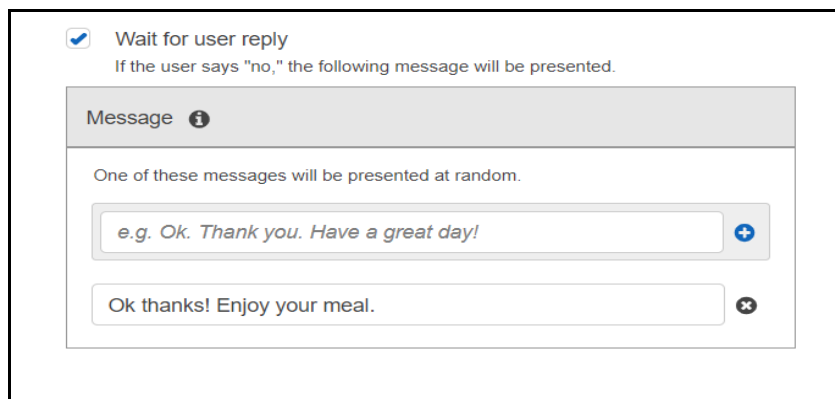 Wait for user reply
If the user says "no," the following message will be presented.
Message
One of these messages will be presented at random.
e.g. Ok. Thank you. Have a great day!
Ok thanks! Enjoy your meal.